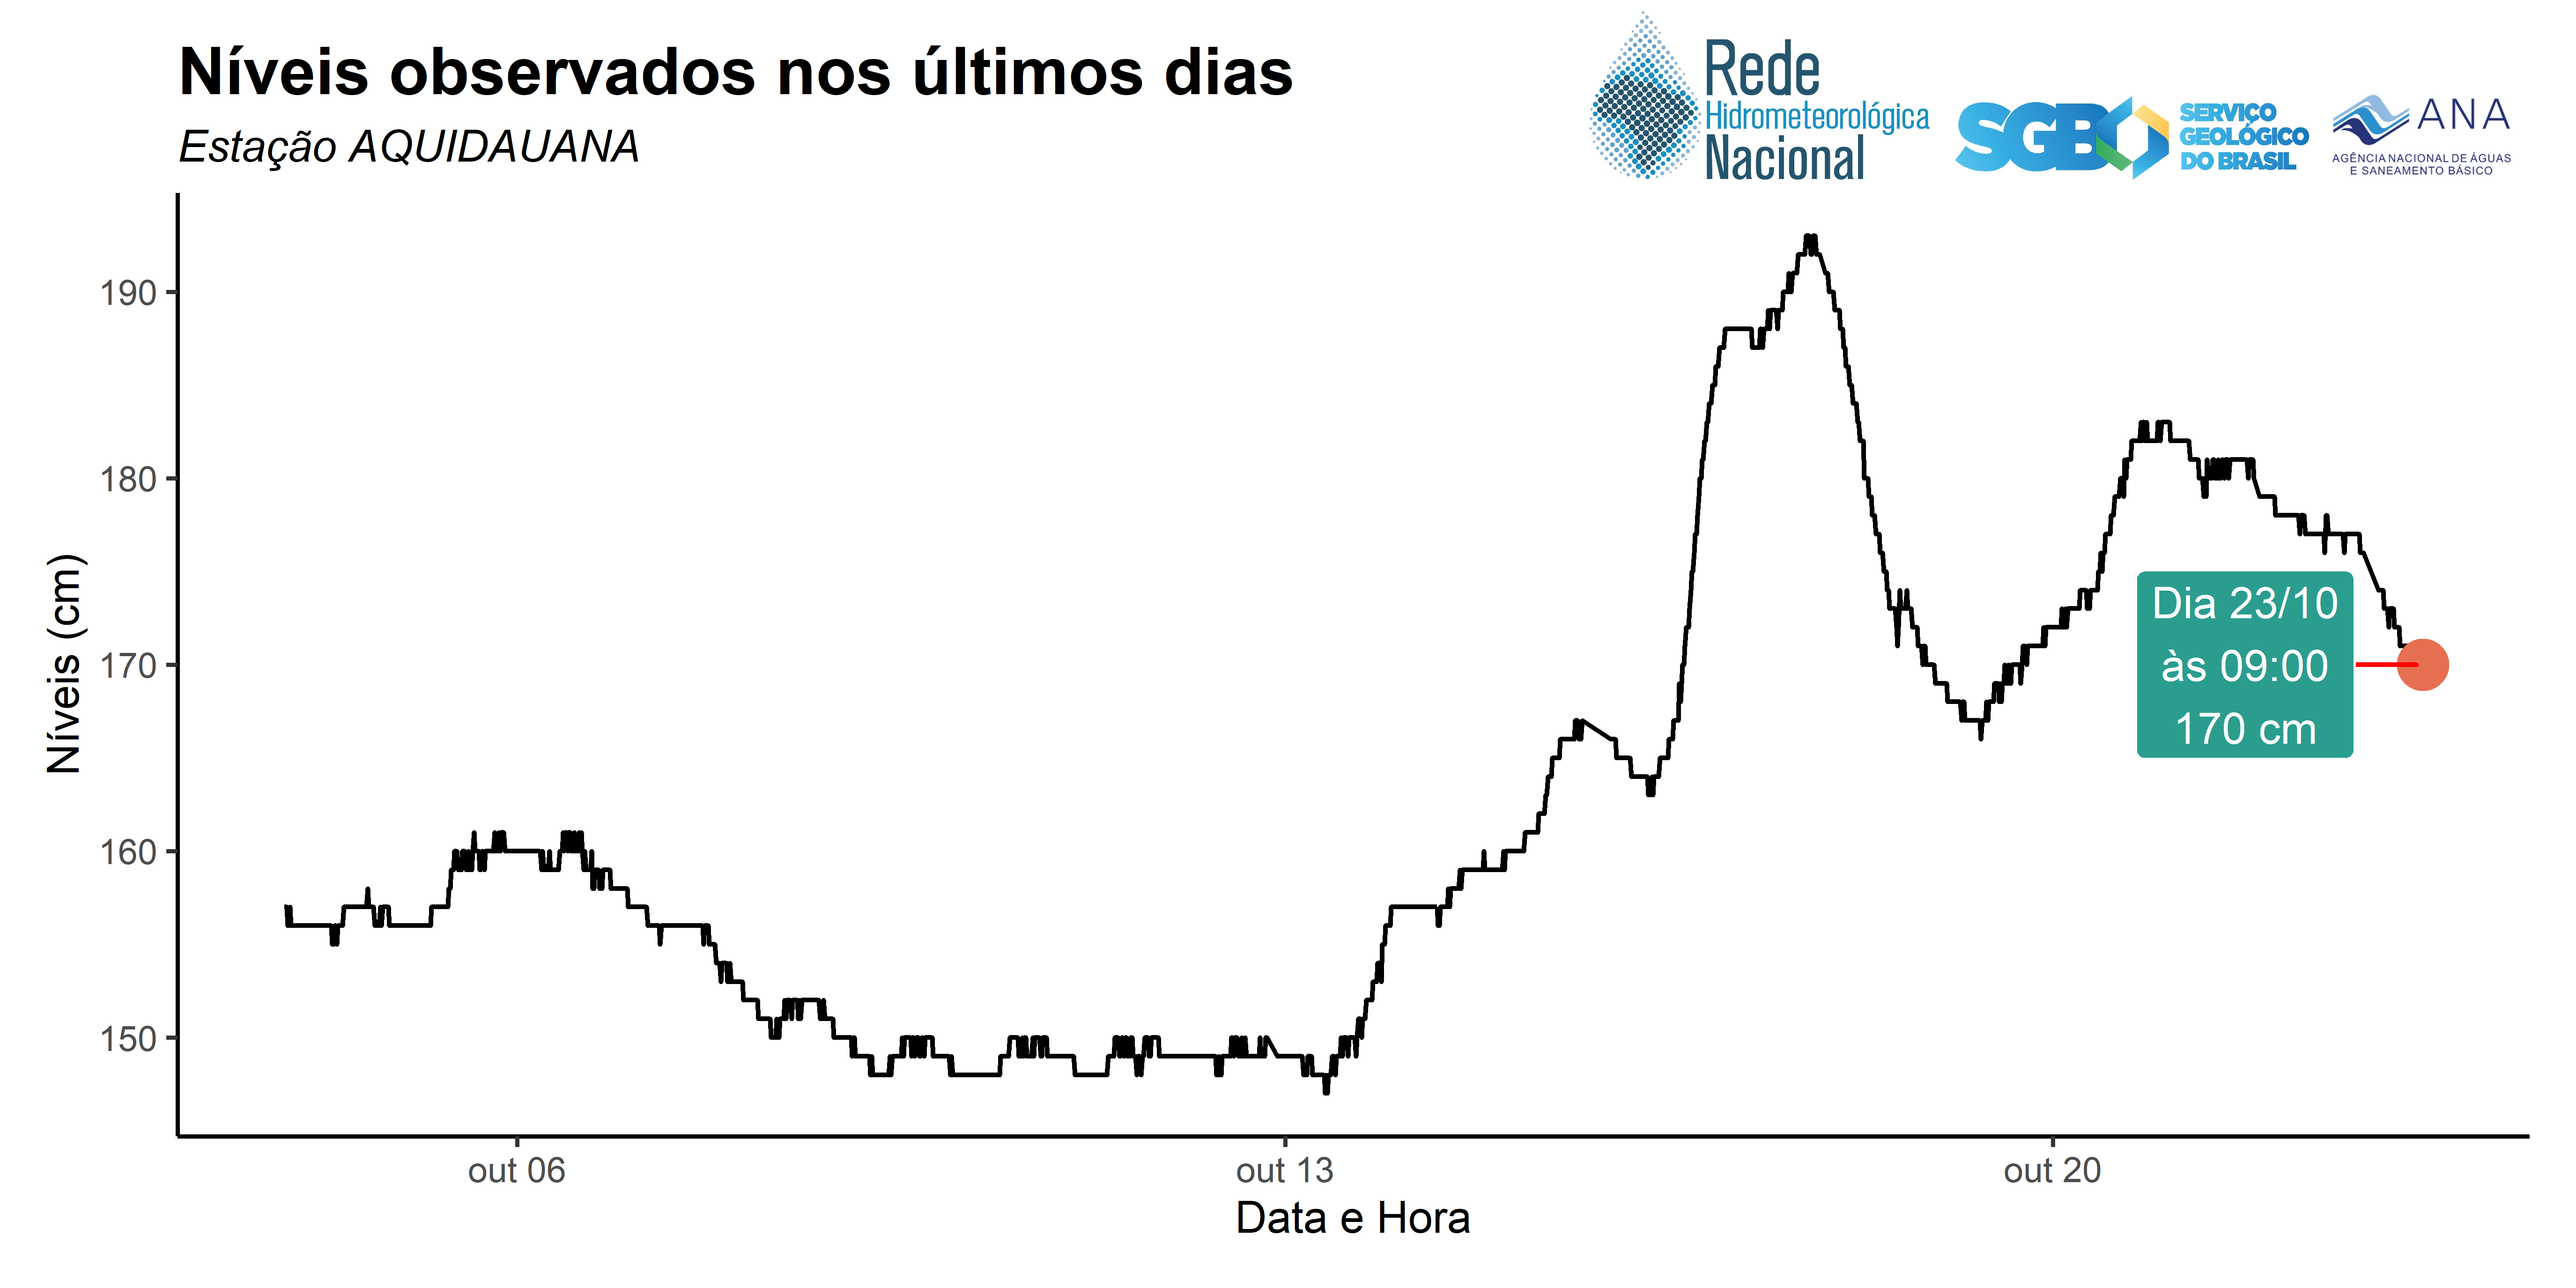 Níveis observados nos últimos dias
Estação AQUIDAUANA
Rede
Hidrometeorológica
Nacional
SGB
SERVIÇO
GEOLÓGICO
DO BRASIL
ANA
AGÊNCIA NACIONAL DE ÁGUAS
E SANEAMENTO BÁSICO
Níveis (cm)
190
180
170
160
150
Dia 23/10
às 09:00
170 cm
out 06
out 13
out 20
Data e Hora